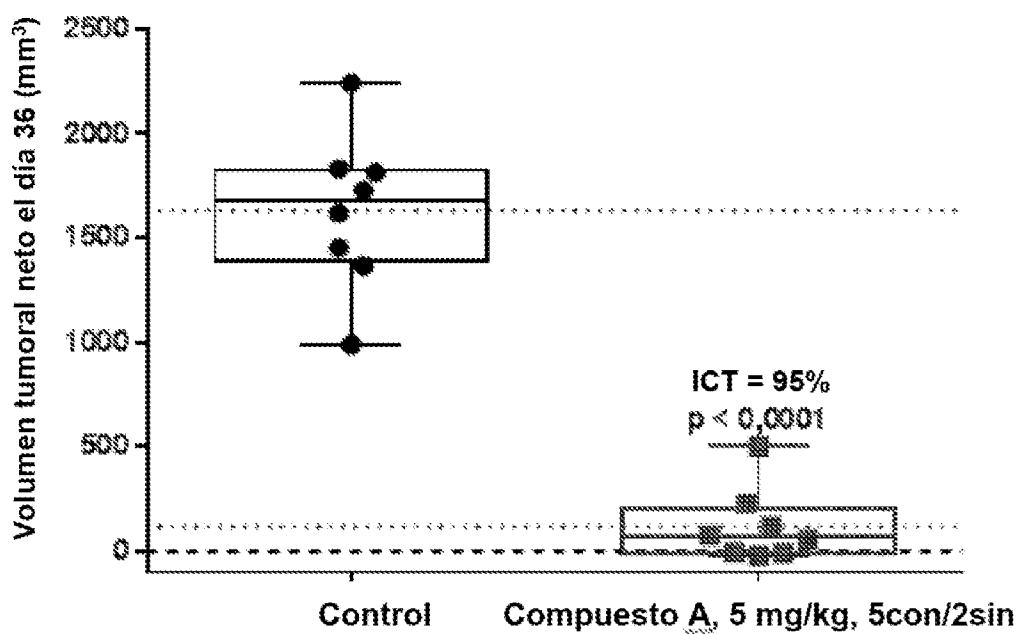 Volumen tumoral neto el día 36 (mm³)
2500
2000
1500
1000
500
0
ICT = 95%
p < 0,0001
Control
Compuesto A, 5 mg/kg, 5con/2sin